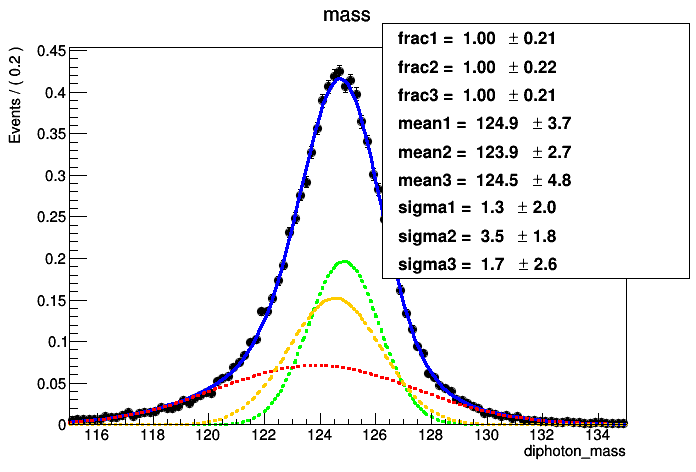 mass
Events / ( 0.2 )
0.45
0.4
0.35
0.3
0.25
0.2
0.15
0.1
0.05
0
116 118 120 122 124 126 128 130 132 134
diphoton_mass
frac1 = 1.00 ± 0.21
frac2 = 1.00 ± 0.22
frac3 = 1.00 ± 0.21
mean1 = 124.9 ± 3.7
mean2 = 123.9 ± 2.7
mean3 = 124.5 ± 4.8
sigma1 = 1.3 ± 2.0
sigma2 = 3.5 ± 1.8
sigma3 = 1.7 ± 2.6